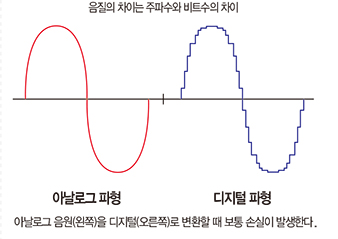 음질의 차이는 주파수와 비트수의 차이
아날로그 파형 디지털 파형
아날로그 음원(왼쪽)을 디지털(오른쪽)로 변환할 때 보통 손실이 발생한다.